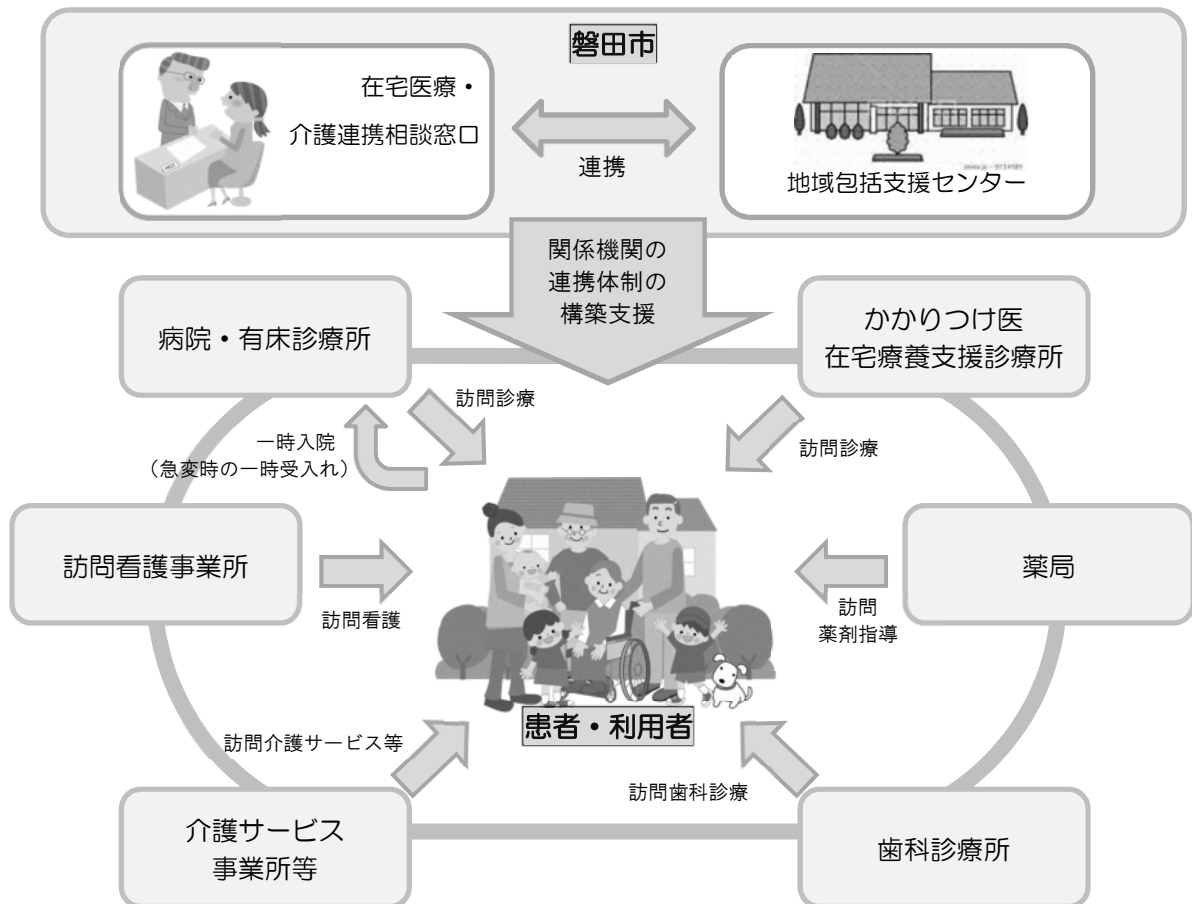 磐田市
在宅医療・
介護連携相談窓口
連携
地域包括支援センター
関係機関の
連携体制の
構築支援
病院・有床診療所
かかりつけ医
在宅療養支援診療所
訪問診療
一時入院
（急変時の一時受入れ）
訪問診療
訪問看護事業所
訪問看護
薬局
訪問
薬剤指導
患者・利用者
訪問介護サービス等
訪問歯科診療
介護サービス
事業所等
歯科診療所